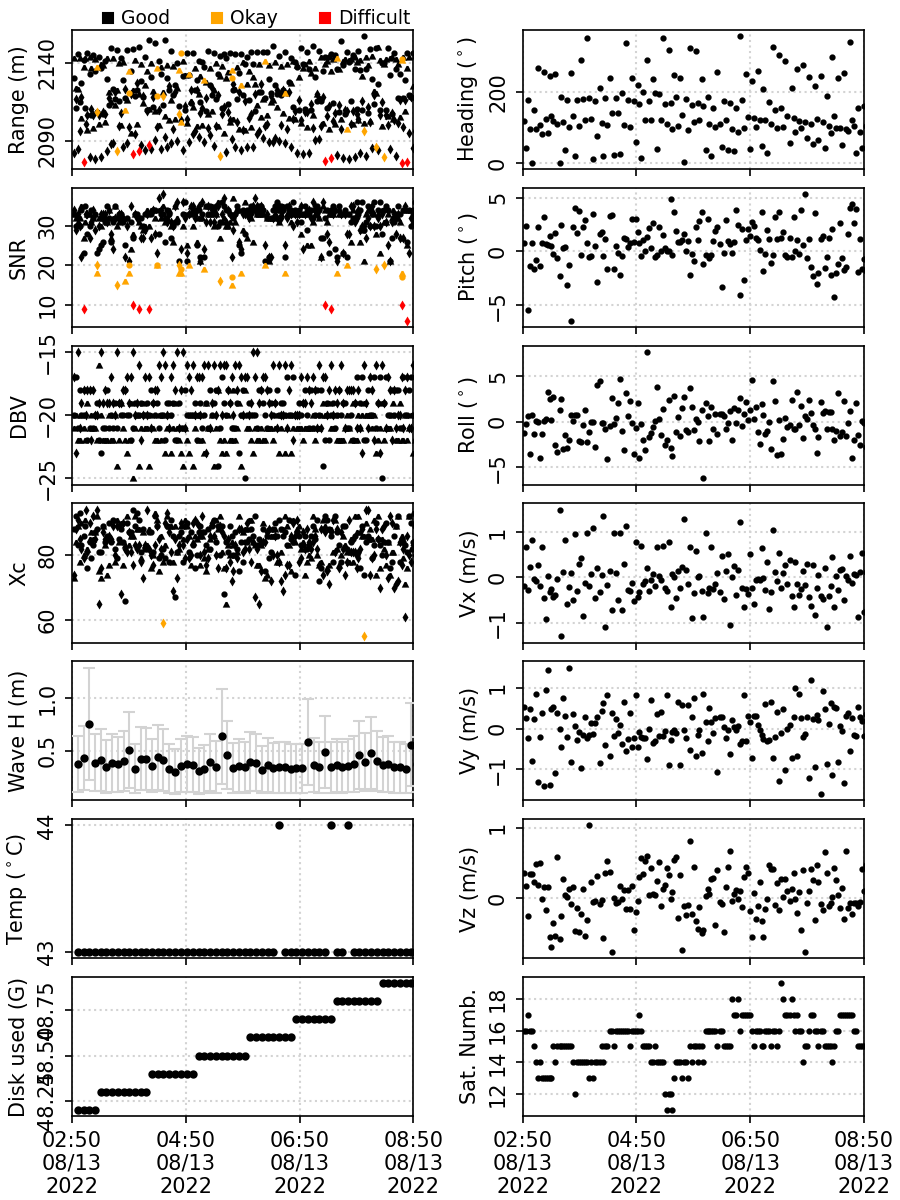 Good Okay Difficult
Range (m)
2140
2090
Heading (°)
200
0
SNR
30
20
10
Pitch (°)
5
0
−5
DBV
−15
−20
−25
Roll (°)
5
0
−5
Xc
80
60
Vx (m/s)
1
0
−1
Wave H (m)
1.0
0.5
Vy (m/s)
1
0
−1
Temp (°C)
44
43
Vz (m/s)
1
0
Disk used (G)
48.75
48.50
48.25
Sat. Numb.
18
16
14
12
02:50 04:50 06:50 08:50 02:50 04:50 06:50 08:50
08/13 08/13 08/13 08/13 08/13 08/13 08/13 08/13
2022 2022 2022 2022 2022 2022 2022 2022